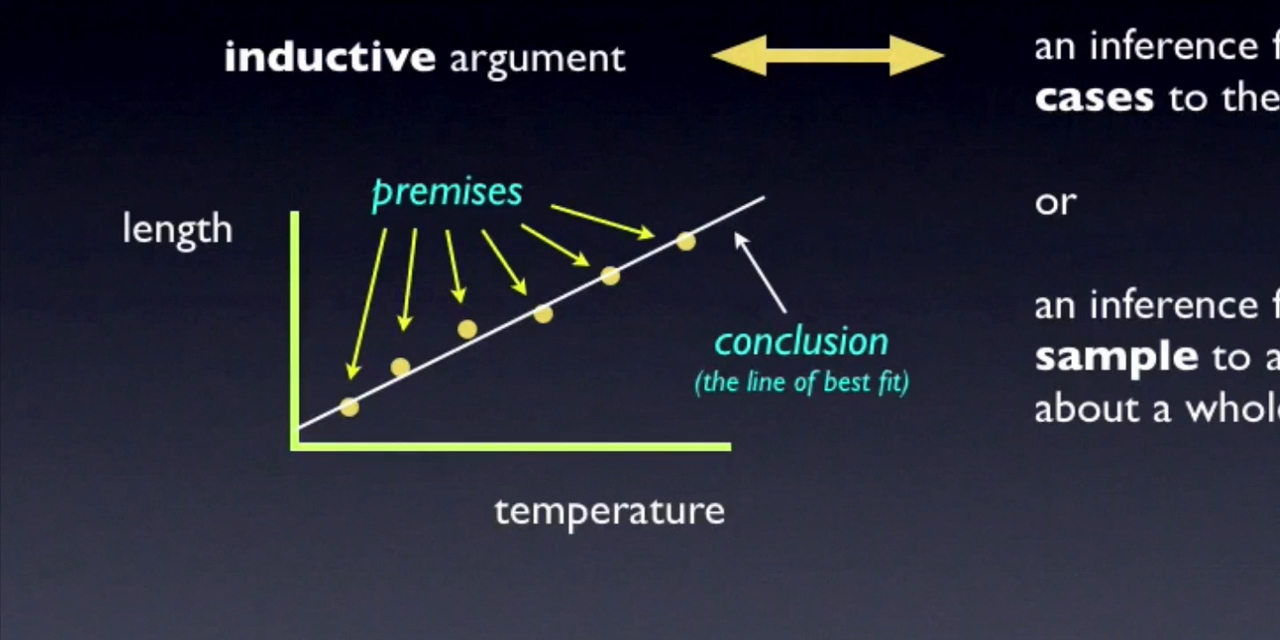 inductive argument
an inference
cases to the
premises
length
or
an inference
conclusion
sample to a
(the line of best fit)
about a
temperature